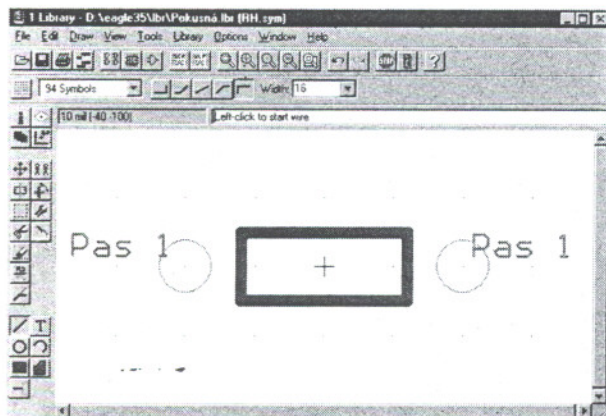 1 Library - D:\eagle35\lbr\Pokusná.lbr (RH.sym)
File Edit Draw View Tools Library Options Window Help
94 Symbols Width: 16
10 mil (-40 -100) Left-click to start wire
Pas 1 Pas 1